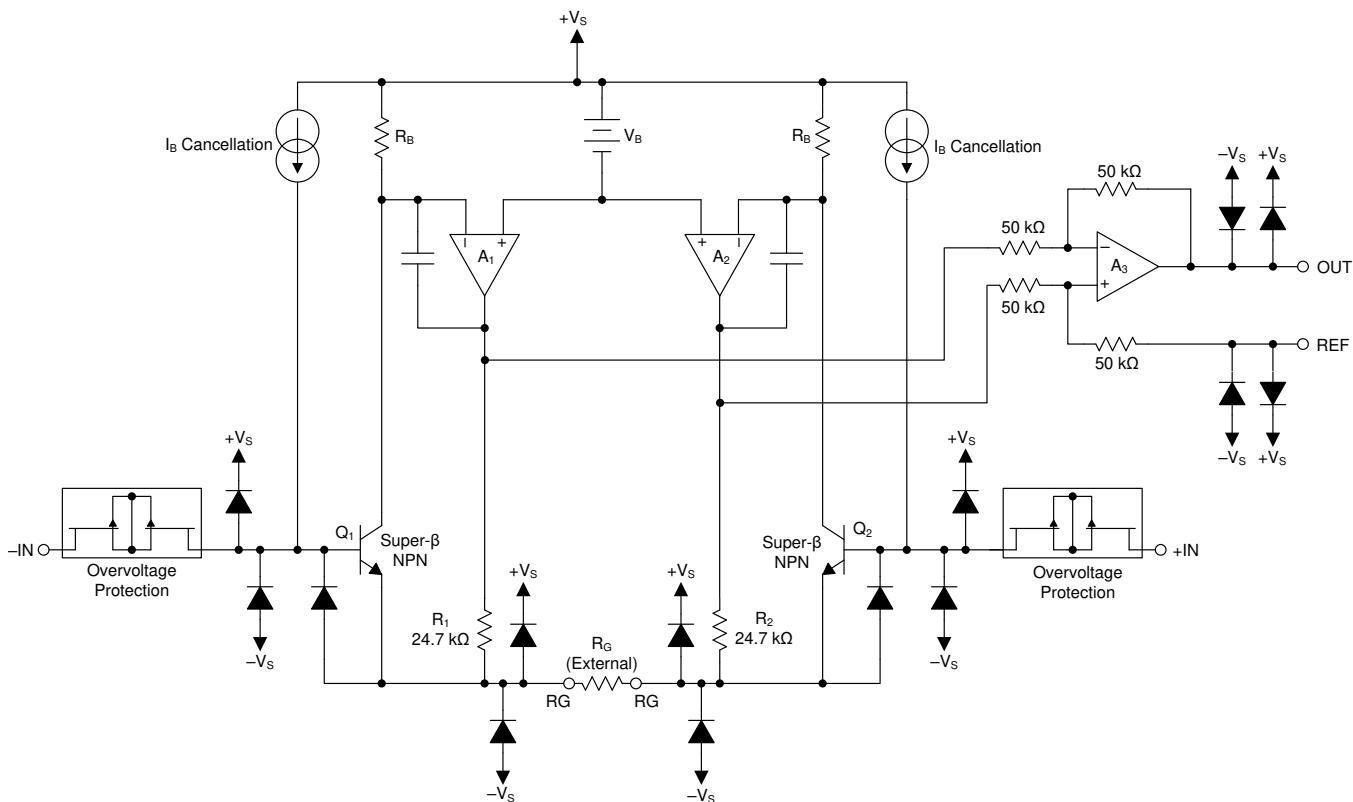 +VS
IB Cancellation
RB
VB
RB
IB Cancellation
–VS
+VS
50 kΩ
50 kΩ
–
+
A1
+
–
A2
–
+
A3
OUT
50 kΩ
50 kΩ
REF
–VS
+VS
+VS
+VS
–IN
Overvoltage
Protection
Q1
Super-β
NPN
Super-β
NPN
Q2
+IN
Overvoltage
Protection
–VS
+VS
R1
24.7 kΩ
RG
(External)
+VS
R2
24.7 kΩ
–VS
RG
RG
–VS
–VS